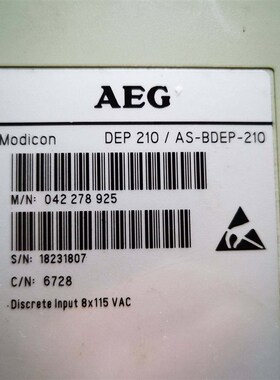 AEG
Modicon DEP 210 / AS-BDEP-210
M/N: 042 278 925
S/N: 18231807
C/N: 6728
Discrete Input 8x115 VAC